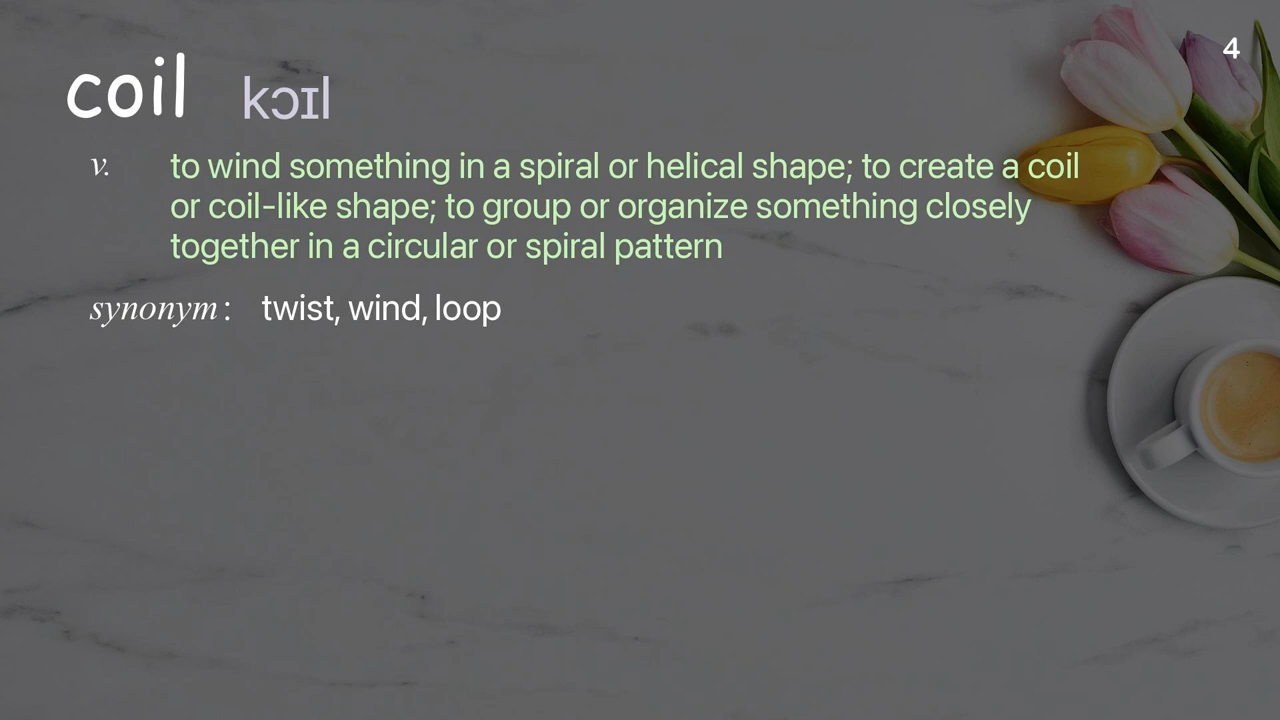 4
coil kɔɪl
v. to wind something in a spiral or helical shape; to create a coil
or coil-like shape; to group or organize something closely
together in a circular or spiral pattern
synonym : twist, wind, loop